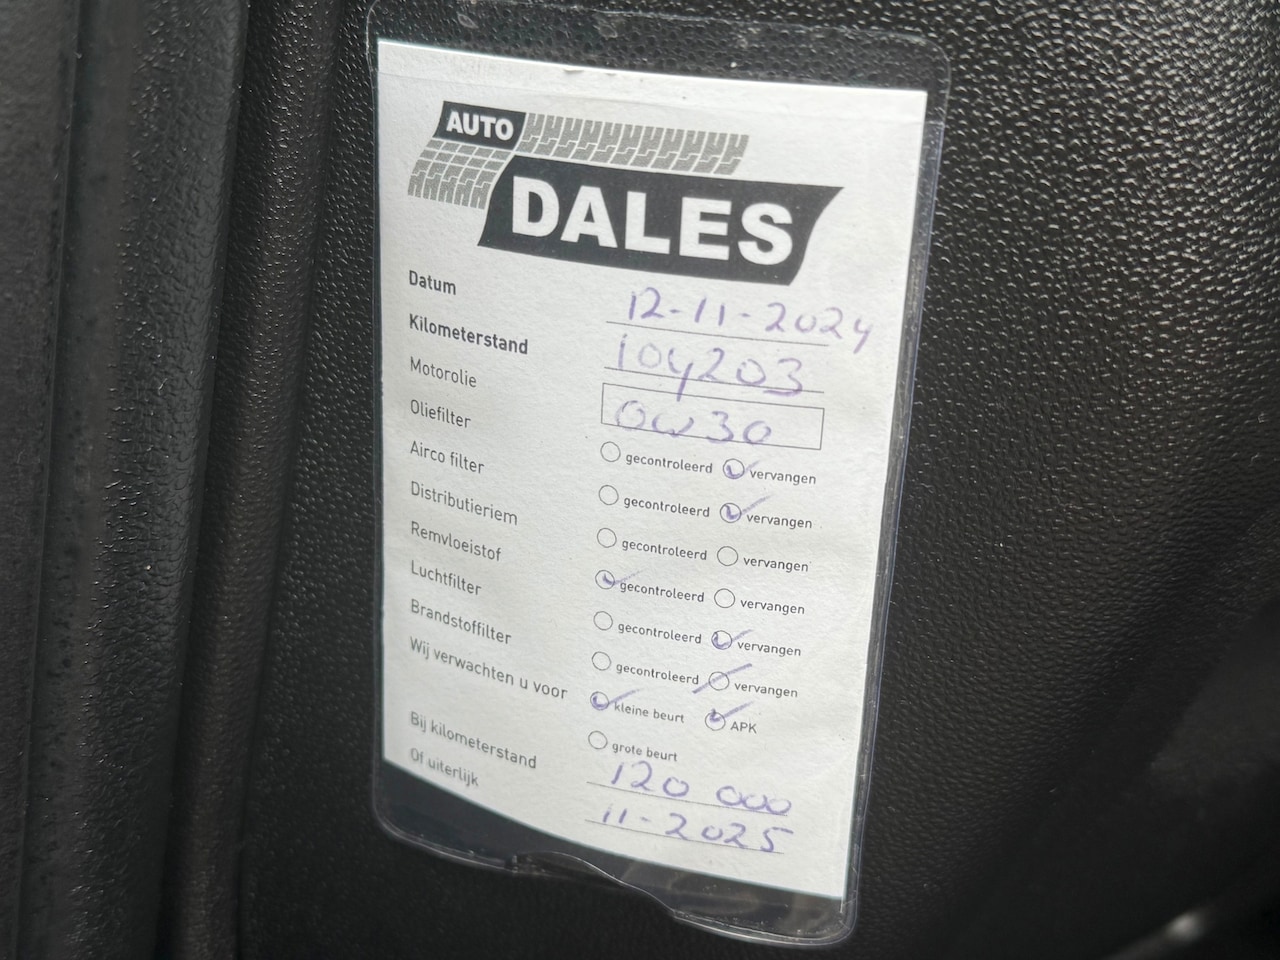 AUTO
DALES
Datum 12-11-2024
Kilometerstand 104203
Motorolie 0W30
Oliefilter gecontroleerd vervangen
Airco filter gecontroleerd vervangen
Distributieriem gecontroleerd vervangen
Remvloeistof gecontroleerd vervangen
Luchtfilter gecontroleerd vervangen
Brandstoffilter gecontroleerd vervangen
Wij verwachten u voor kleine beurt APK
grote beurt
Bij kilometerstand 120 000
Of uiterlijk 11-2025